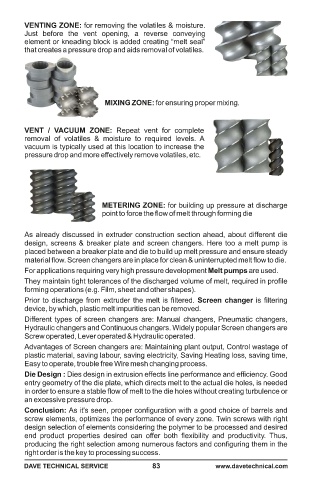 VENTING ZONE: for removing the volatiles & moisture.
Just before the vent opening, a reverse conveying
element or kneading block is added creating "melt seal"
that creates a pressure drop and aids removal of volatiles.
MIXING ZONE: for ensuring proper mixing.
VENT / VACUUM ZONE: Repeat vent for complete
removal of volatiles & moisture to required levels. A
vacuum is typically used at this location to increase the
pressure drop and more effectively remove volatiles, etc.
METERING ZONE: for building up pressure at discharge
point to force the flow of melt through forming die
As already discussed in extruder construction section ahead, about different die
design, screens & breaker plate and screen changers. Here too a melt pump is
placed between a breaker plate and die to build up melt pressure and ensure steady
material flow. Screen changers are in place for clean & uninterrupted melt flow to die.
For applications requiring very high pressure development Melt pumps are used.
They maintain tight tolerances of the discharged volume of melt, required in profile
forming operations (e.g. Film, sheet and other shapes).
Prior to discharge from extruder the melt is filtered. Screen changer is filtering
device, by which, plastic melt impurities can be removed.
Different types of screen changers are: Manual changers, Pneumatic changers,
Hydraulic changers and Continuous changers. Widely popular Screen changers are
Screw operated, Lever operated & Hydraulic operated.
Advantages of Screen changers are: Maintaining plant output, Control wastage of
plastic material, saving labour, saving electricity, Saving Heating loss, saving time,
Easy to operate, trouble free Wire mesh changing process.
Die Design : Dies design in extrusion effects line performance and efficiency. Good
entry geometry of the die plate, which directs melt to the actual die holes, is needed
in order to ensure a stable flow of melt to the die holes without creating turbulence or
an excessive pressure drop.
Conclusion: As it's seen, proper configuration with a good choice of barrels and
screw elements, optimizes the performance of every zone. Twin screws with right
design selection of elements considering the polymer to be processed and desired
end product properties desired can offer both flexibility and productivity. Thus,
producing the right selection among numerous factors and configuring them in the
right order is the key to processing success.
DAVE TECHNICAL SERVICE 83 www.davetechnical.com